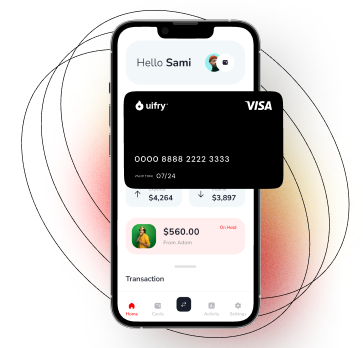 Hello Sami
uifry
VISA
0000 8888 2222 3333
VALID THRU 07/24
$4,264
$3,897
$560.00
On Hold
From Adam
Transaction
Home
Cards
Activity
Settings